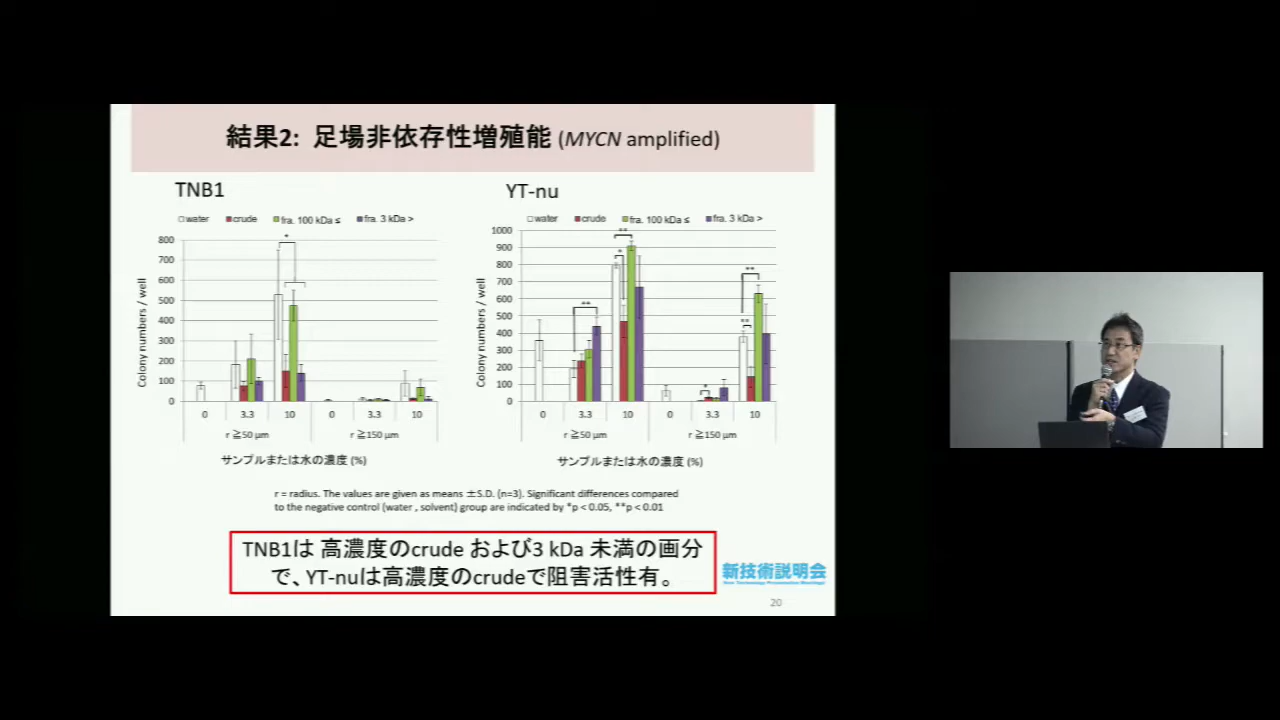 結果2: 足場非依存性増殖能 (MYCN amplified)
TNB1
water crude fra. 100 kDa ≤ fra. 3 kDa >
800
700
600
500
400
300
200
100
0
Colony numbers / well
*
0 3.3 10 0 3.3 10
r ≧50 μm r ≧150 μm
サンプルまたは水の濃度 (%)
YT-nu
water crude fra. 100 kDa ≤ fra. 3 kDa >
1000
900
800
700
600
500
400
300
200
100
0
Colony numbers / well
** ** * * ** **
0 3.3 10 0 3.3 10
r ≧50 μm r ≧150 μm
サンプルまたは水の濃度 (%)
r = radius. The values are given as means ±S.D. (n=3). Significant differences compared
to the negative control (water , solvent) group are indicated by *p < 0.05, **p < 0.01
TNB1は 高濃度のcrude および3 kDa 未満の画分
で、YT-nuは高濃度のcrudeで阻害活性有。
新技術説明会
New Technology Presentation Meetings!
20